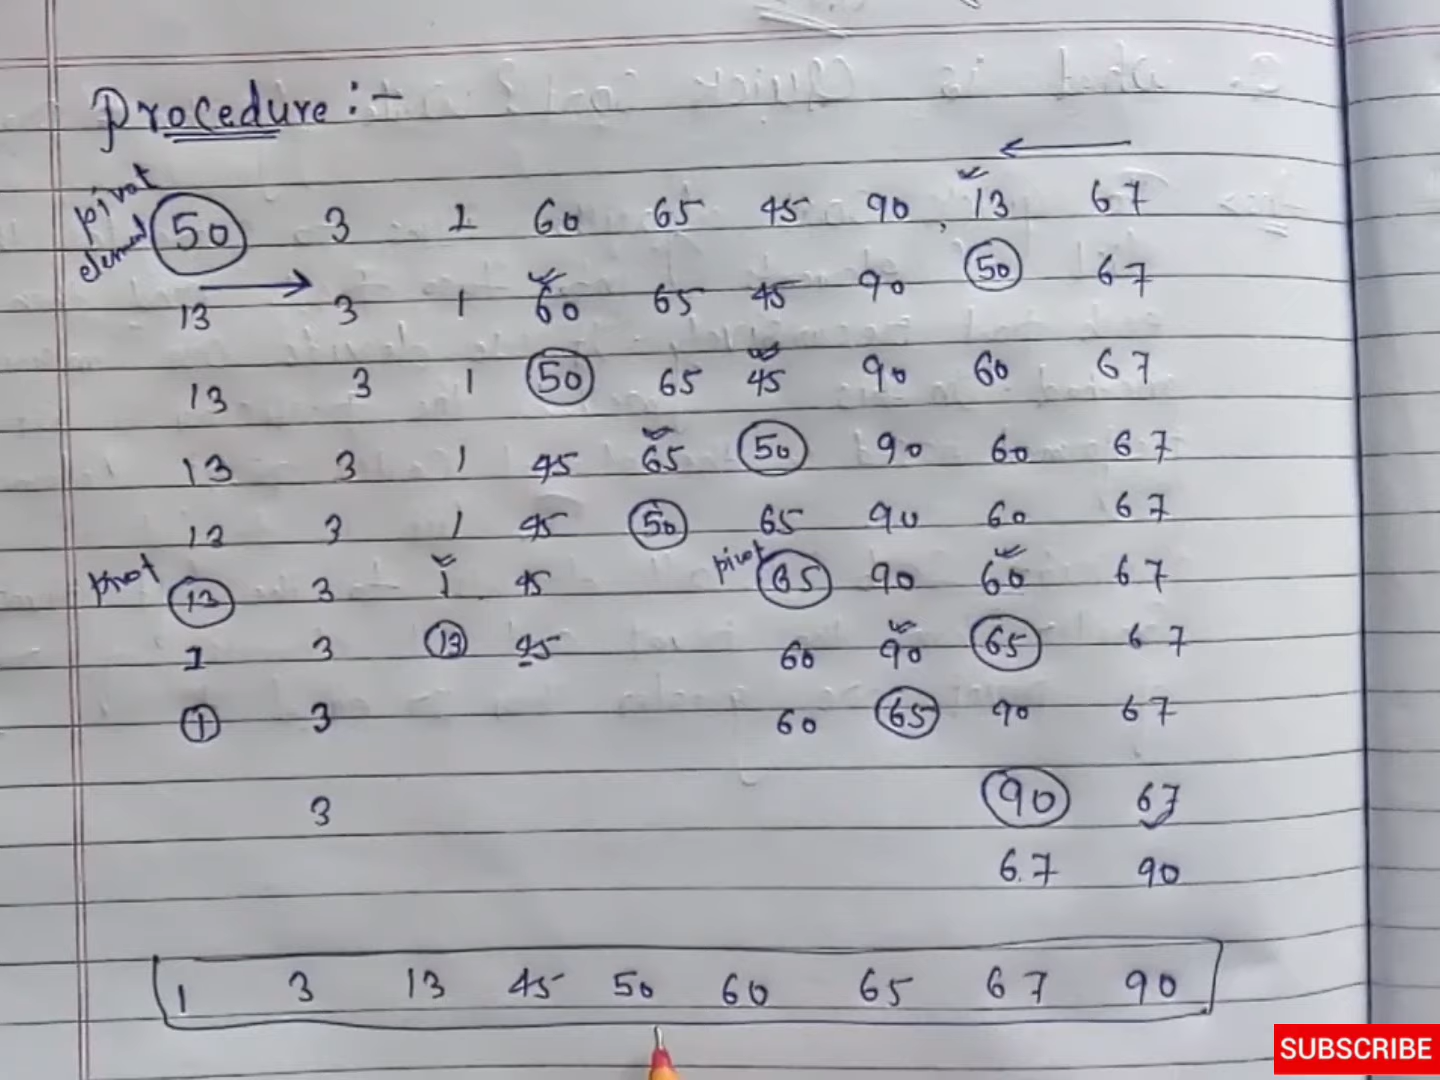 Procedure :-
pivot element 50 3 1 60 65 45 90, 13 67
13 3 1 60 65 45 90 50 67
13 3 1 50 65 45 90 60 67
13 3 1 45 65 50 90 60 67
13 3 1 45 50 65 90 60 67
pivot 13 3 1 45 pivot 65 90 60 67
1 3 13 45 60 90 65 67
1 3 60 65 90 67
3 90 67
67 90
1 3 13 45 50 60 65 67 90
SUBSCRIBE